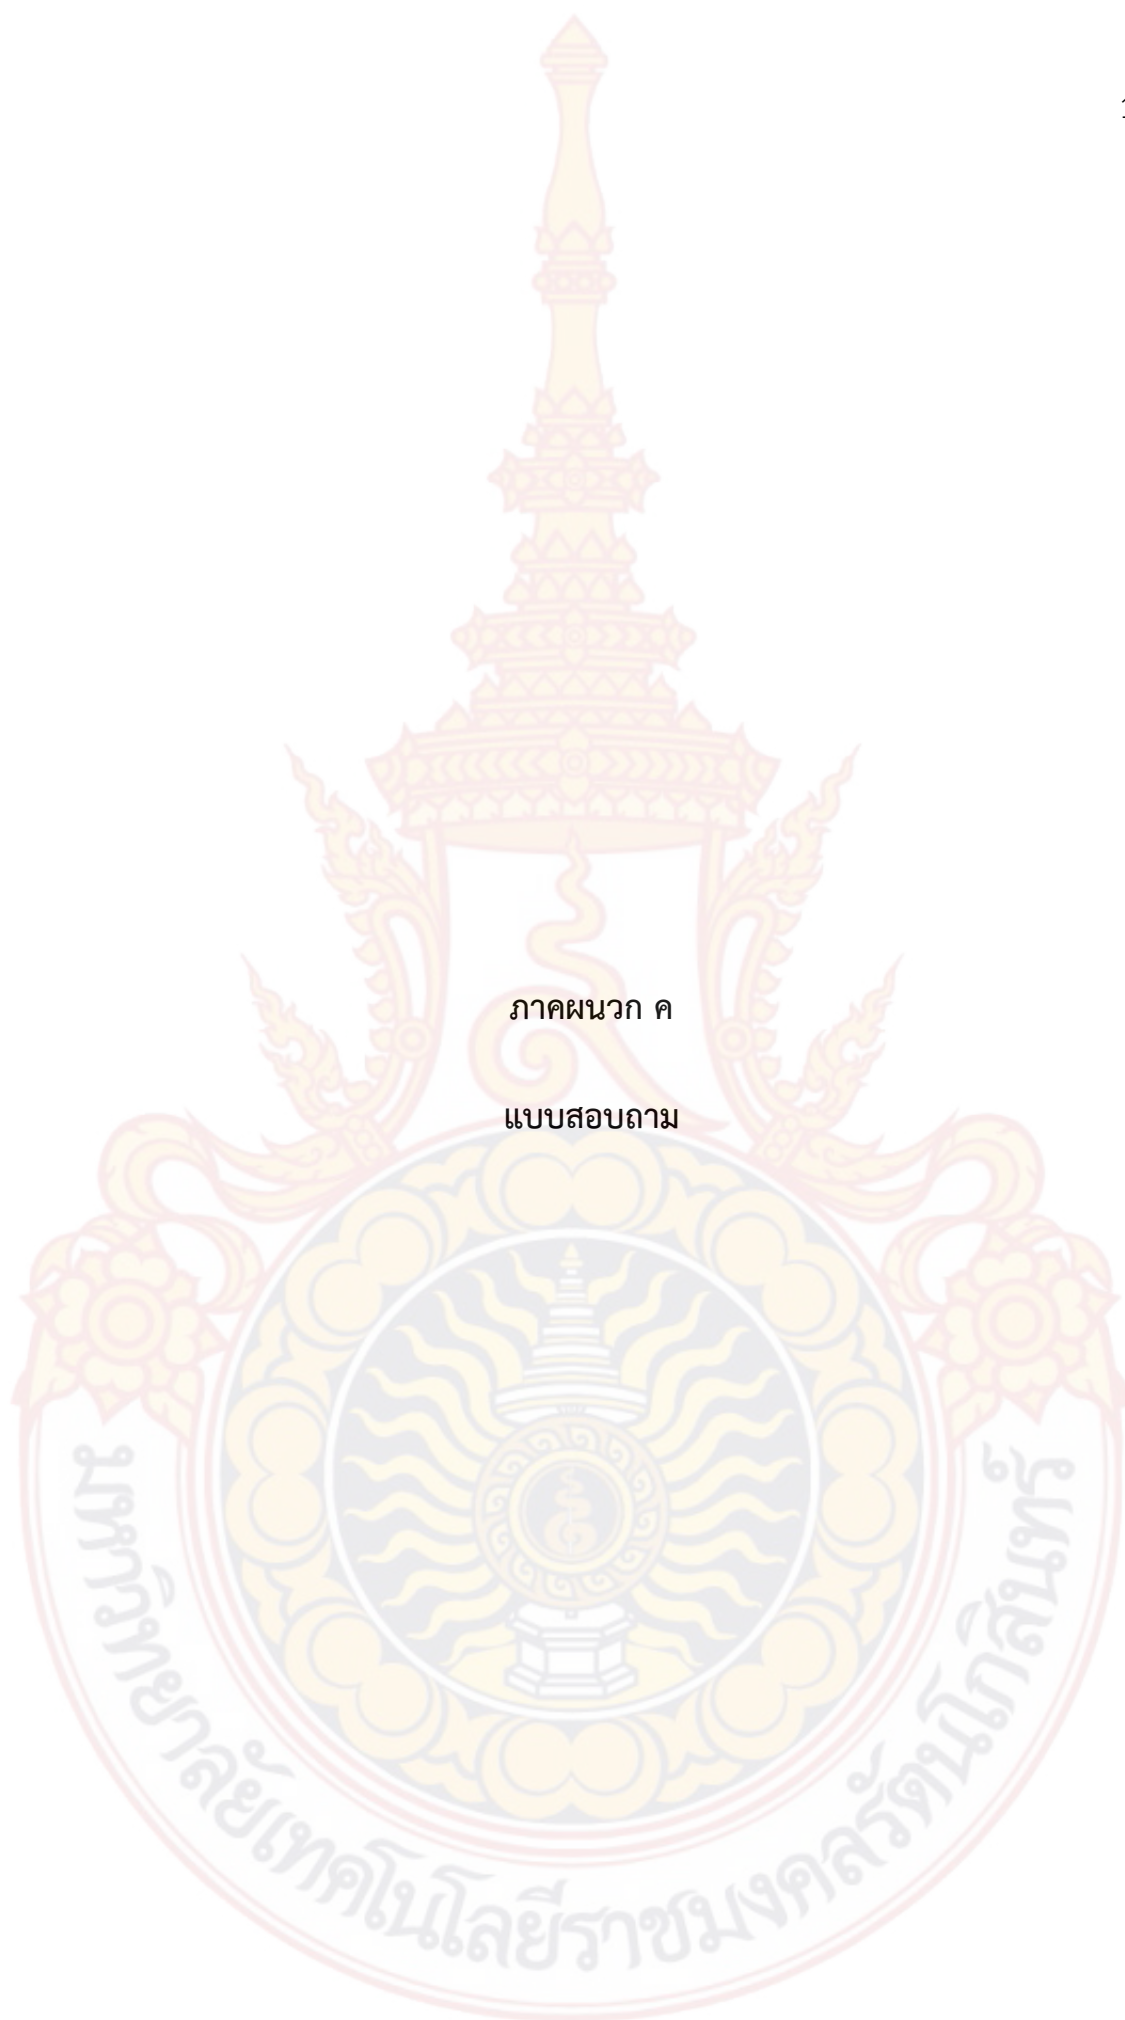 ภาคผนวก ค
แบบสอบถาม
มหาวิทยาลัยเทคโนโลยีราชมงคลรัตนโกสินทร์